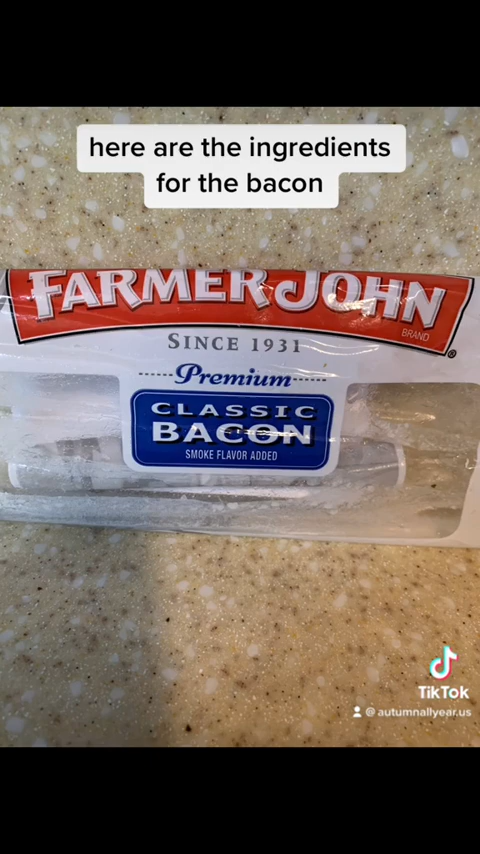 here are the ingredients
for the bacon
FARMER JOHN
BRAND
®
SINCE 1931
Premium
CLASSIC
BACON
SMOKE FLAVOR ADDED
TikTok
@autumnallyear.us